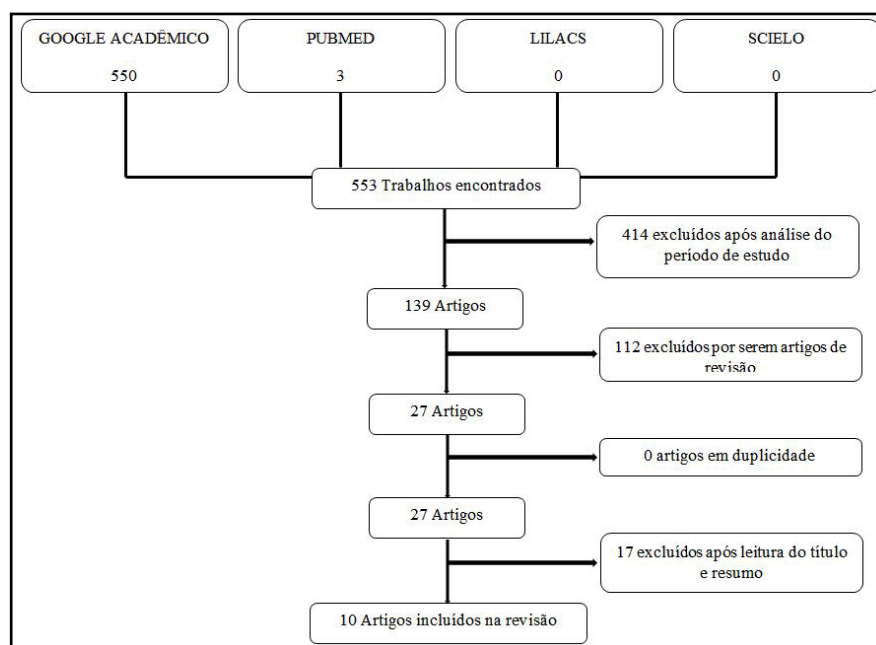 GOOGLE ACADÊMICO
550
PUBMED
3
LILACS
0
SCIELO
0
553 Trabalhos encontrados
414 excluídos após análise do
período de estudo
139 Artigos
112 excluídos por serem artigos de
revisão
27 Artigos
0 artigos em duplicidade
27 Artigos
17 excluídos após leitura do título
e resumo
10 Artigos incluídos na revisão